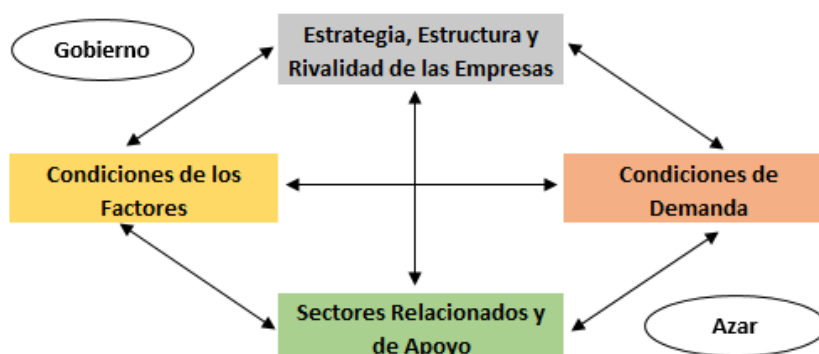 Gobierno
Estrategia, Estructura y
Rivalidad de las Empresas
Condiciones de los
Factores
Condiciones de
Demanda
Sectores Relacionados y
de Apoyo
Azar